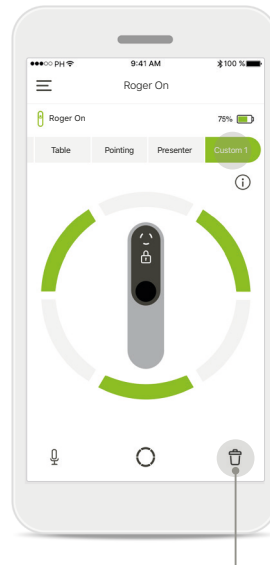 PH 9:41 AM 100 %
Roger On
Roger On 75%
Table Pointing Presenter Custom 1